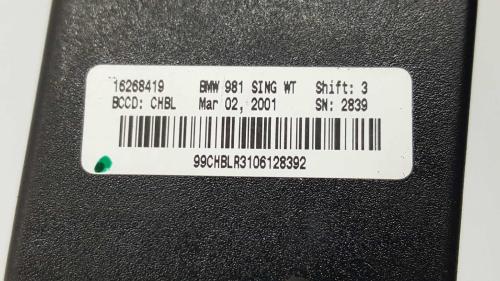 16268419 BMW 981 SING WT Shift: 3
BCCD: CHBL Mar 02, 2001 SN: 2839
99CHBLR3106128392